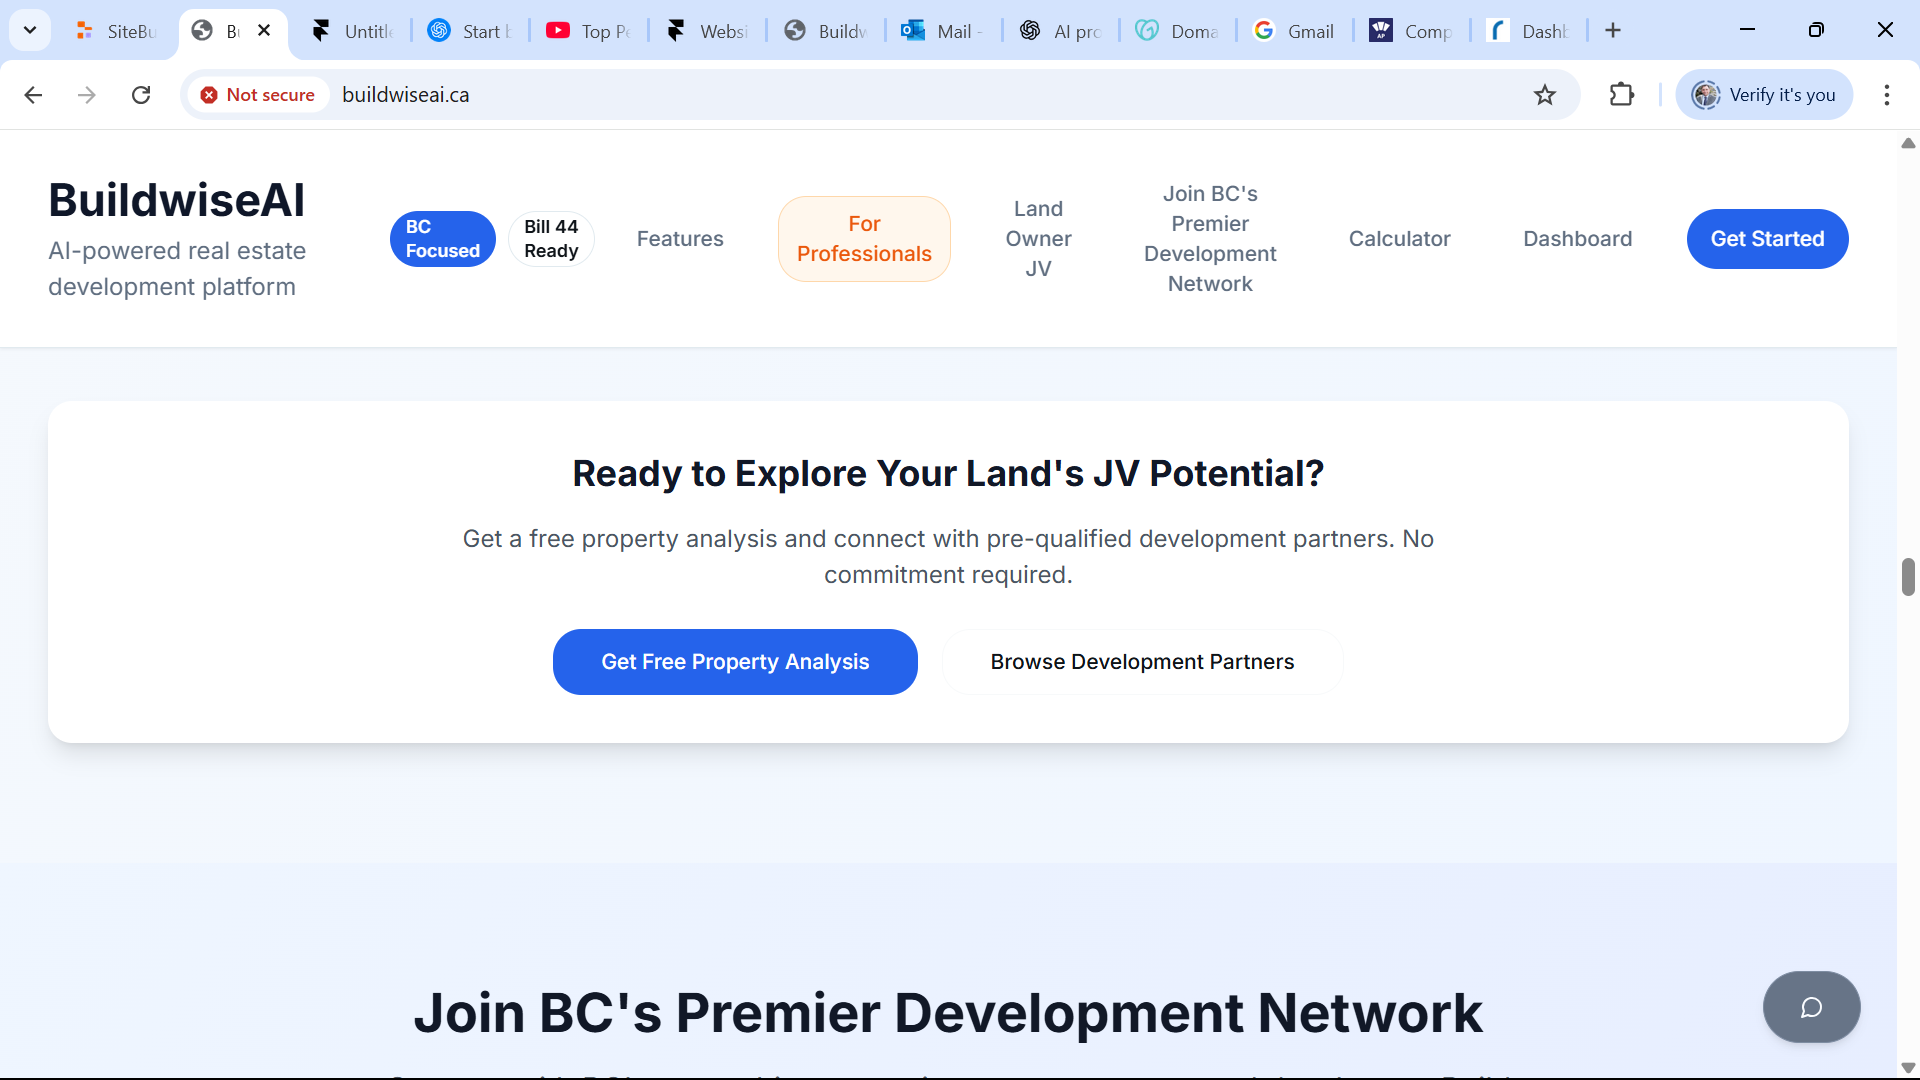 SiteBu
Bu
Untitle
Start b
Top Pe
Websi
Buildw
Mail -
AI pro
Doma
Gmail
Comp
Dashb
Not secure
buildwiseai.ca
Verify it's you
BuildwiseAI
AI-powered real estate
development platform
BC
Focused
Bill 44
Ready
Features
For
Professionals
Land
Owner
JV
Join BC's
Premier
Development
Network
Calculator
Dashboard
Get Started
Ready to Explore Your Land's JV Potential?
Get a free property analysis and connect with pre-qualified development partners. No
commitment required.
Get Free Property Analysis
Browse Development Partners
Join BC's Premier Development Network